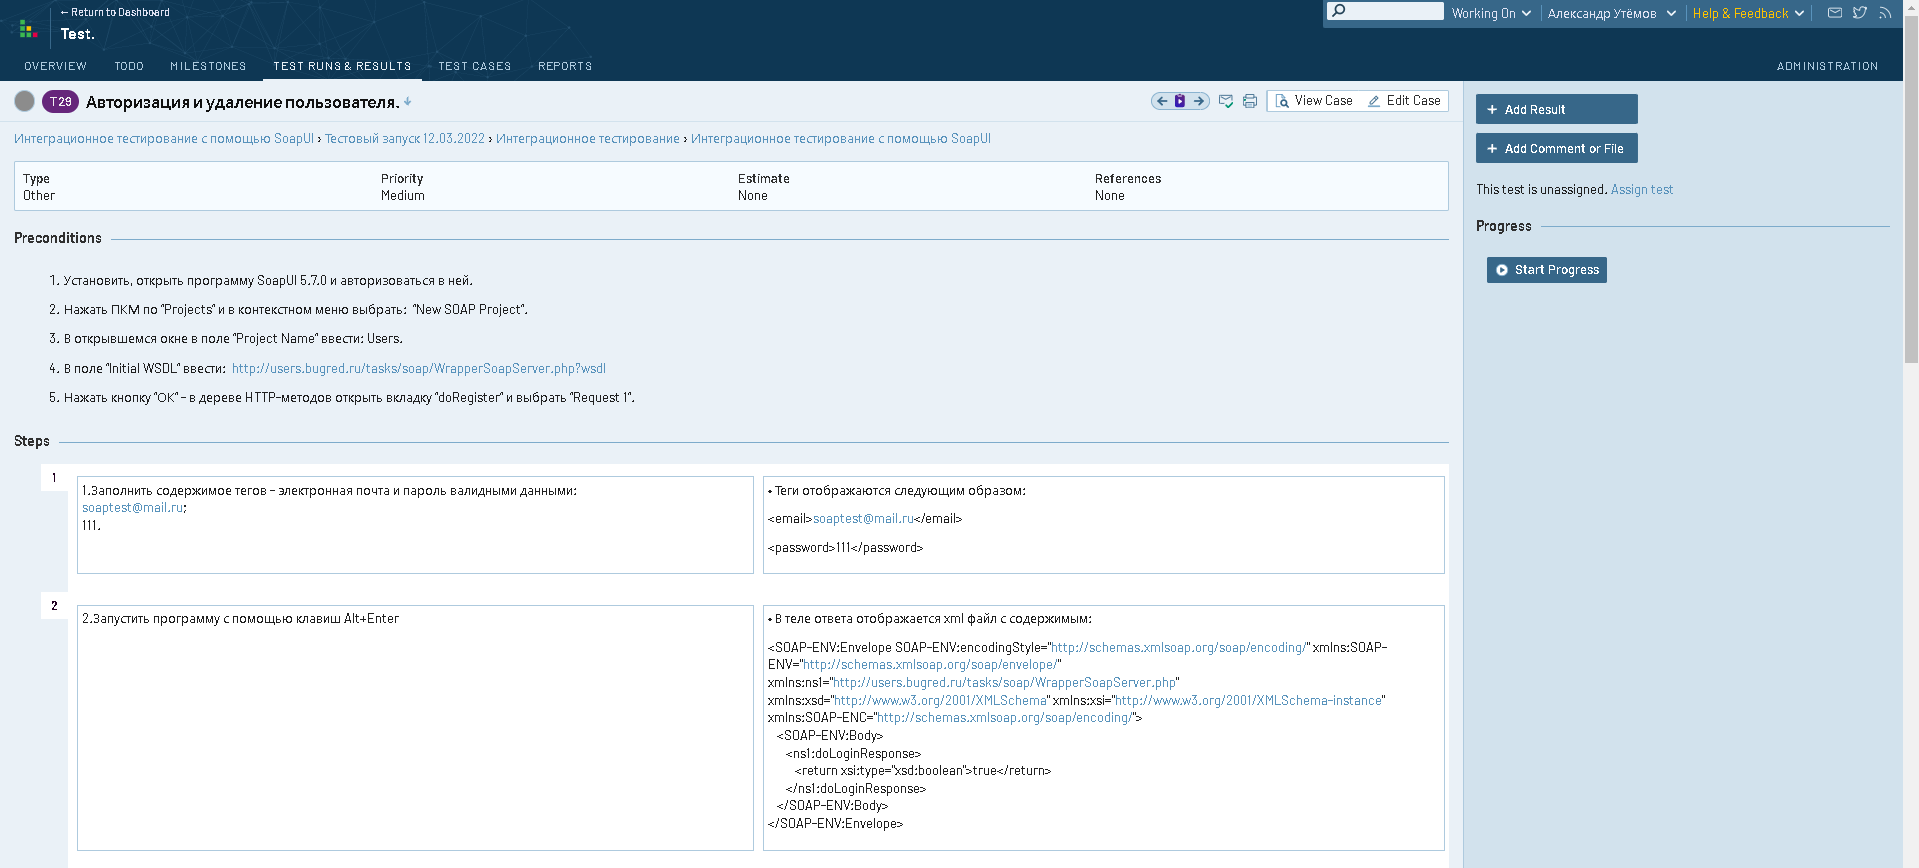 ← Return to Dashboard
Working On
Александр Утёмов
Help & Feedback
Test.
OVERVIEW
TODO
MILESTONES
TEST RUNS & RESULTS
TEST CASES
REPORTS
ADMINISTRATION
T29
Авторизация и удаление пользователя.
View Case
Edit Case
Интеграционное тестирование с помощью SoapUI › Тестовый запуск 12.03.2022 › Интеграционное тестирование › Интеграционное тестирование с помощью SoapUI
Type
Other
Priority
Medium
Estimate
None
References
None
Preconditions
1. Установить, открыть программу SoapUI 5.7.0 и авторизоваться в ней.
2. Нажать ПКМ по "Projects" и в контекстном меню выбрать: "New SOAP Project".
3. В открывшемся окне в поле "Project Name" ввести: Users.
4. В поле "Initial WSDL" ввести: http://users.bugred.ru/tasks/soap/WrapperSoapServer.php?wsdl
5. Нажать кнопку "OK" - в дереве HTTP-методов открыть вкладку "doRegister" и выбрать "Request 1".
Steps
1
1.Заполнить содержимое тегов - электронная почта и пароль валидными данными:
soaptest@mail.ru;
111.
• Теги отображаются следующим образом:
<email>soaptest@mail.ru</email>
<password>111</password>
2
2.Запустить программу с помощью клавиш Alt+Enter
• В теле ответа отображается xml файл с содержимым:
<SOAP-ENV:Envelope SOAP-ENV:encodingStyle="http://schemas.xmlsoap.org/soap/encoding/" xmlns:SOAP-
ENV="http://schemas.xmlsoap.org/soap/envelope/"
xmlns:ns1="http://users.bugred.ru/tasks/soap/WrapperSoapServer.php"
xmlns:xsd="http://www.w3.org/2001/XMLSchema" xmlns:xsi="http://www.w3.org/2001/XMLSchema-instance"
xmlns:SOAP-ENC="http://schemas.xmlsoap.org/soap/encoding/">
<SOAP-ENV:Body>
<ns1:doLoginResponse>
<return xsi:type="xsd:boolean">true</return>
</ns1:doLoginResponse>
</SOAP-ENV:Body>
</SOAP-ENV:Envelope>
+ Add Result
+ Add Comment or File
This test is unassigned. Assign test
Progress
Start Progress